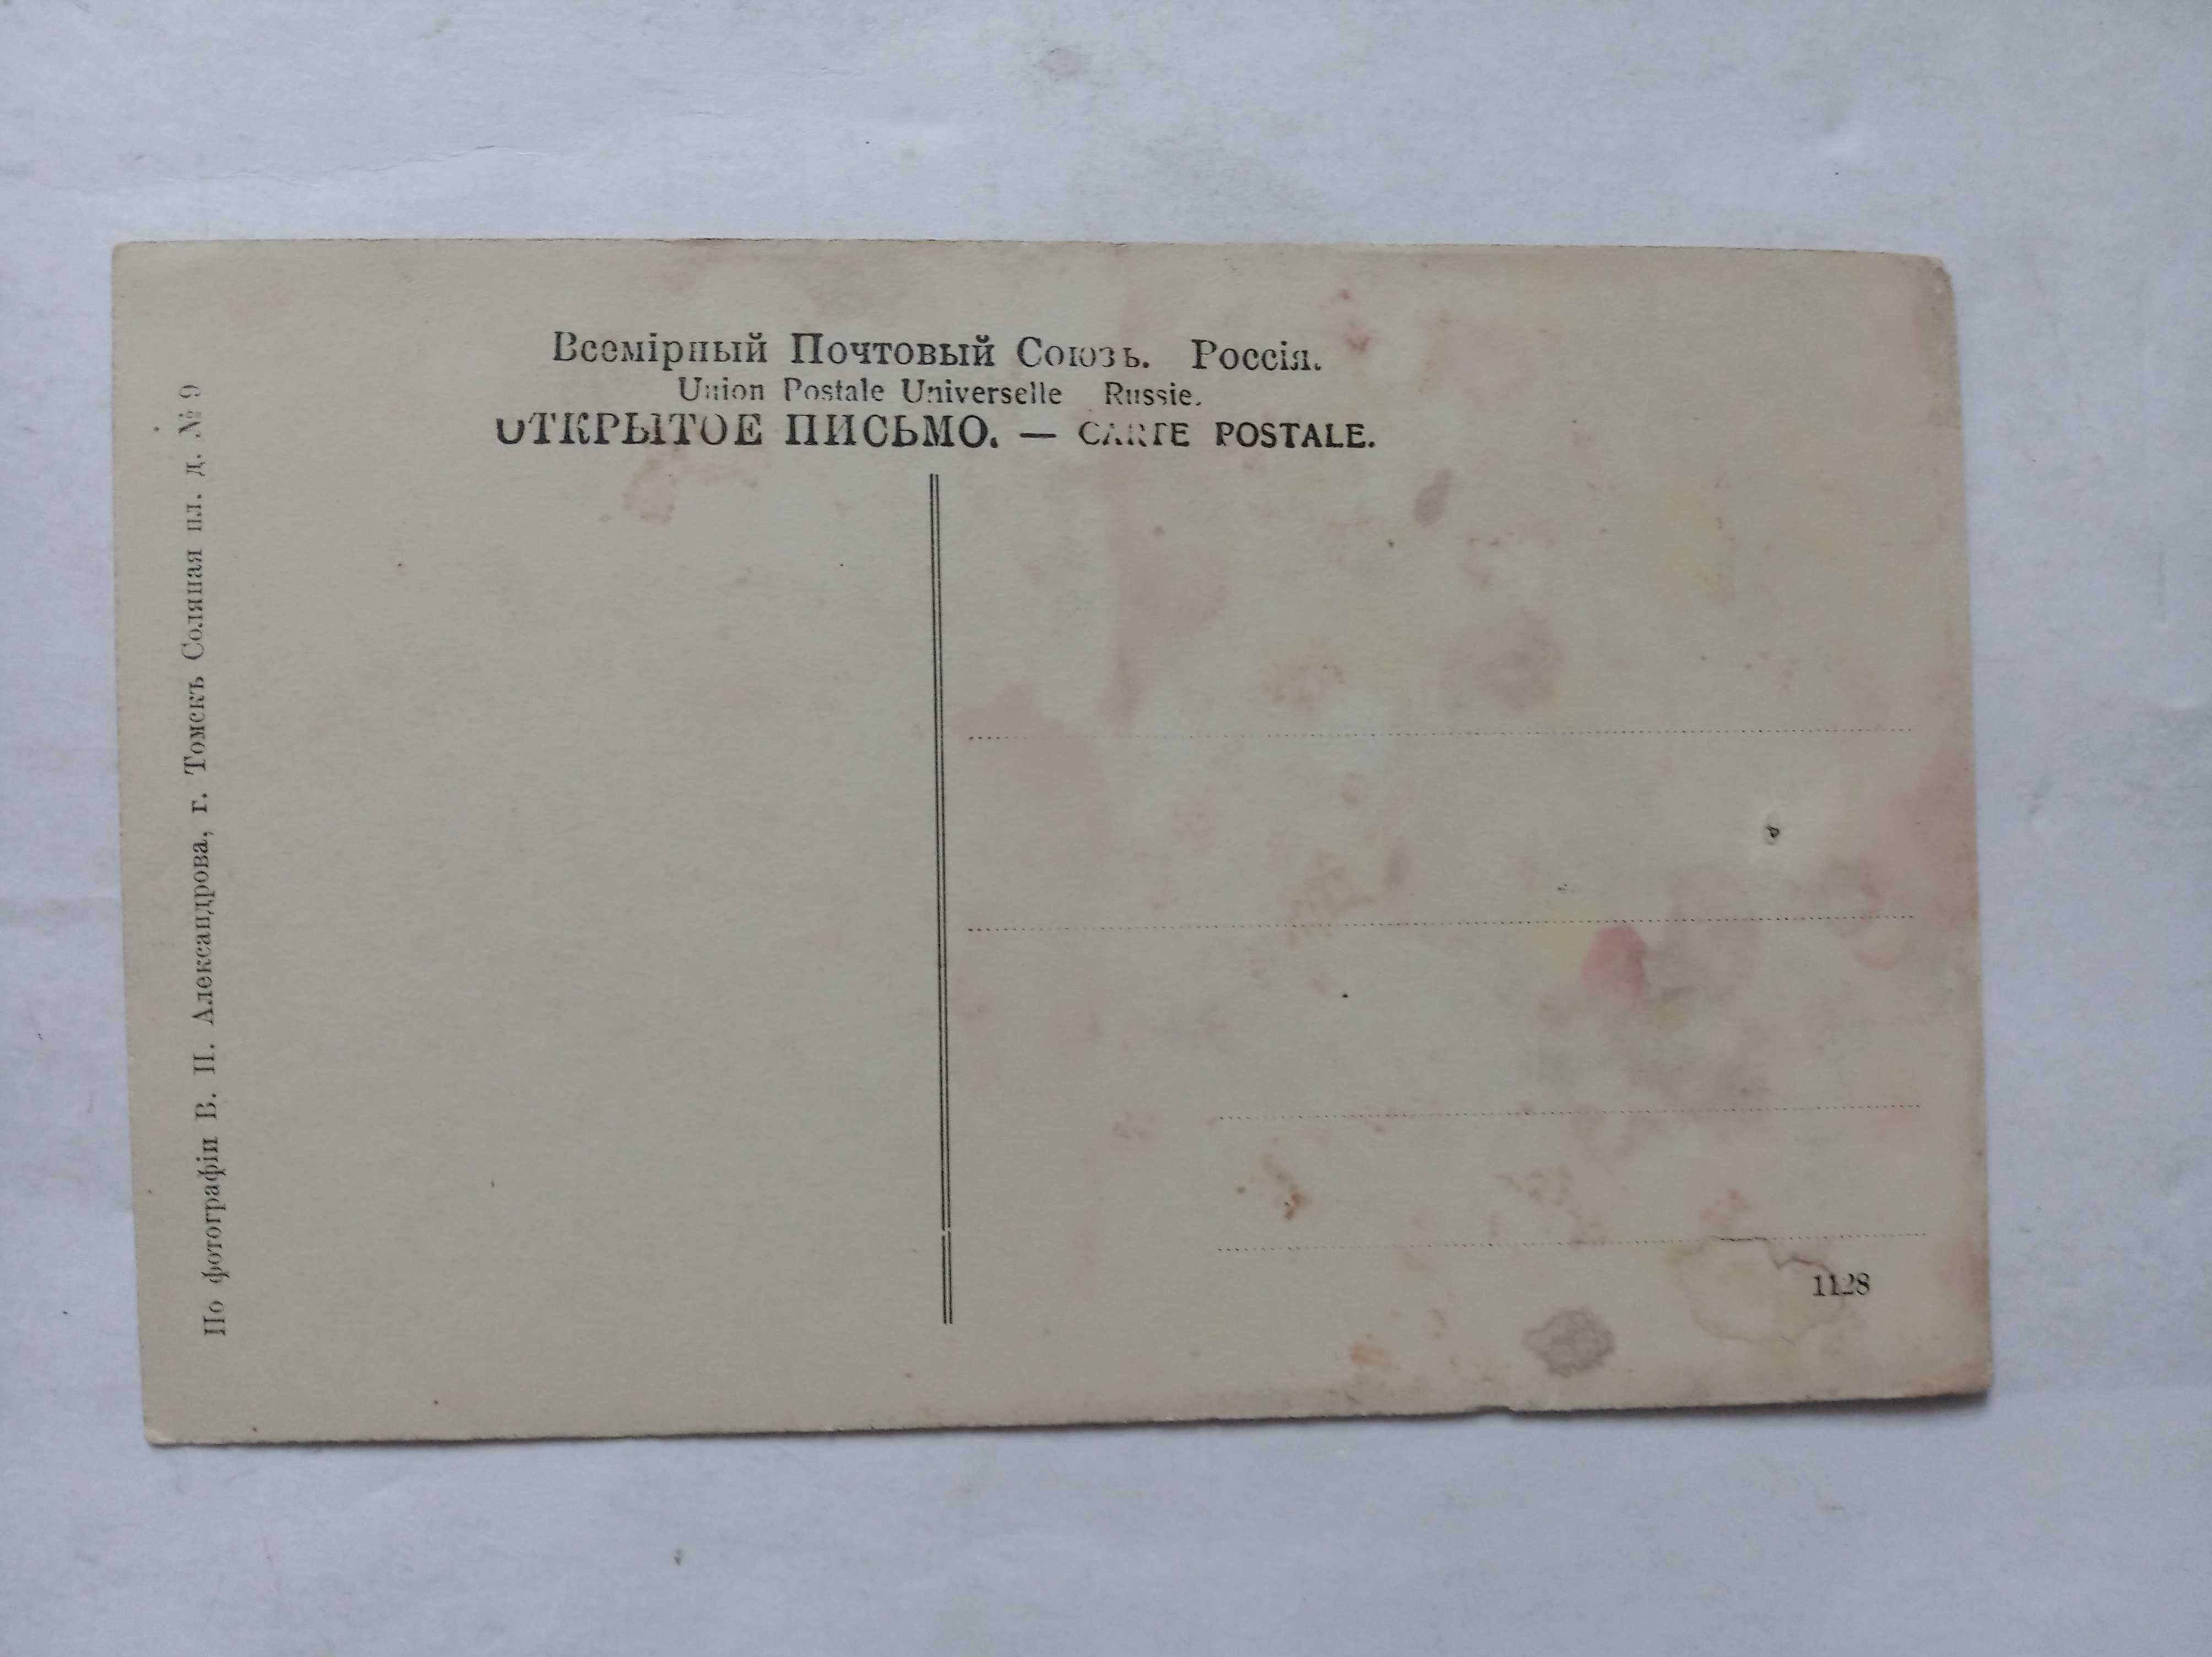 Всемірный Почтовый Союзъ. Россія.
Union Postale Universelle Russie.
ОТКРЫТОЕ ПИСЬМО. — CARTE POSTALE.
По фотографіи В. П. Александрова, г. Томскъ Соляная пл. д. № 9
1128